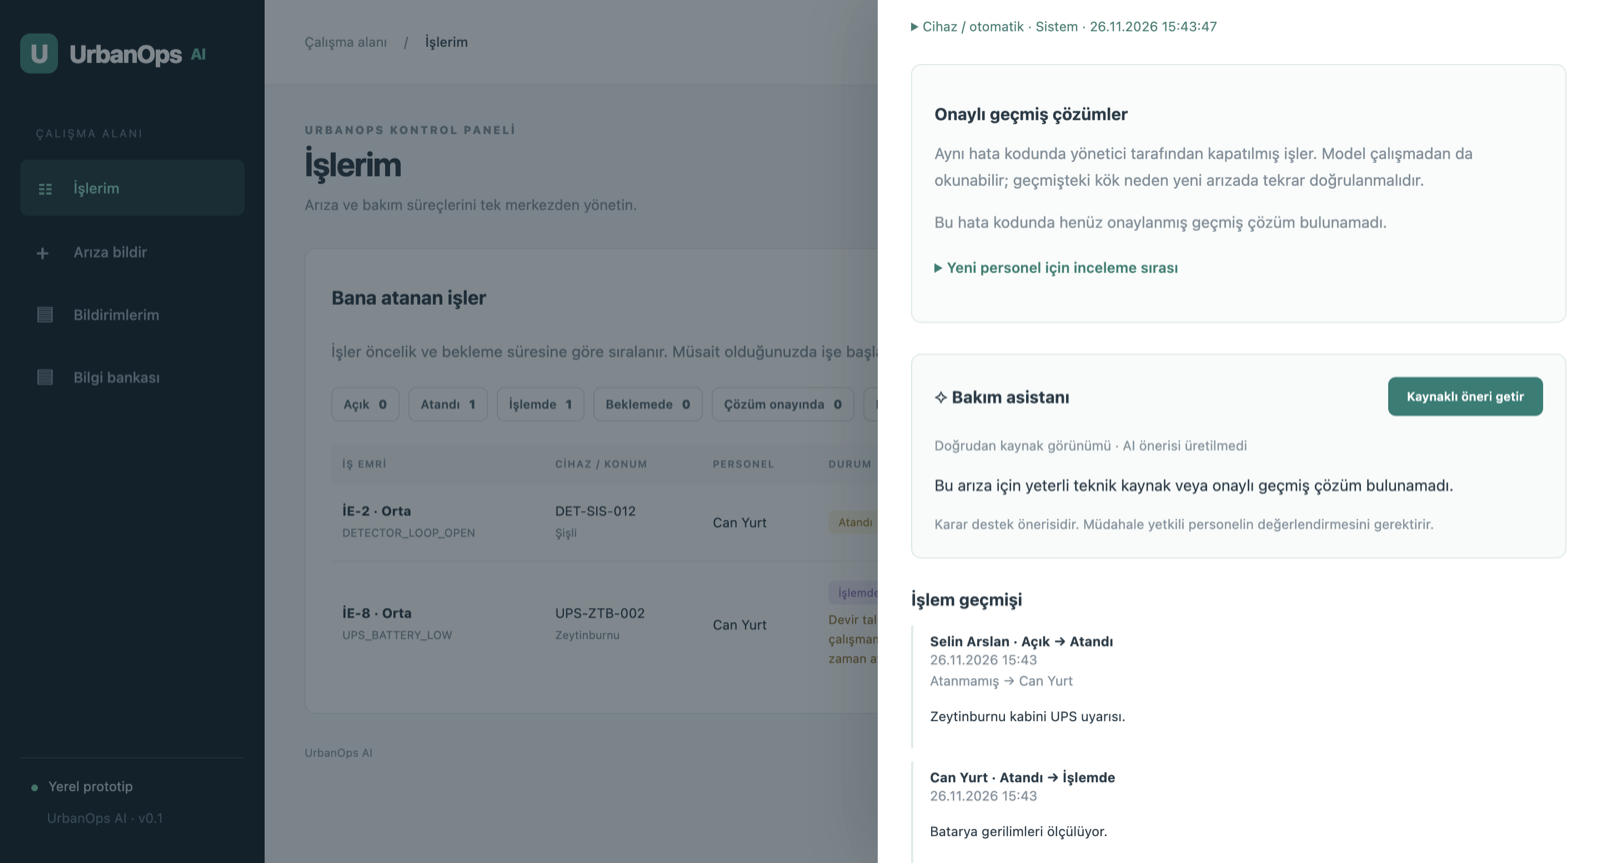 U UrbanOps AI
ÇALIŞMA ALANI
İşlerim
Arıza bildir
Bildirimlerim
Bilgi bankası
Yerel prototip
UrbanOps AI · v0.1
Çalışma alanı / İşlerim
URBANOPS KONTROL PANELİ
İşlerim
Arıza ve bakım süreçlerini tek merkezden yönetin.
Bana atanan işler
İşler öncelik ve bekleme süresine göre sıralanır. Müsait olduğunuzda işe başla
Açık 0 Atandı 1 İşlemde 1 Beklemede 0 Çözüm onayında 0
İŞ EMRİ CİHAZ / KONUM PERSONEL DURUM
İE-2 · Orta DET-SIS-012 Can Yurt Atandı
DETECTOR_LOOP_OPEN Şişli
İE-8 · Orta UPS-ZTB-002 Can Yurt İşlemde
UPS_BATTERY_LOW Zeytinburnu
Devir tal
çalışman
zaman a
UrbanOps AI
▶ Cihaz / otomatik · Sistem · 26.11.2026 15:43:47
Onaylı geçmiş çözümler
Aynı hata kodunda yönetici tarafından kapatılmış işler. Model çalışmadan da
okunabilir; geçmişteki kök neden yeni arızada tekrar doğrulanmalıdır.
Bu hata kodunda henüz onaylanmış geçmiş çözüm bulunamadı.
▶ Yeni personel için inceleme sırası
✧ Bakım asistanı
Kaynaklı öneri getir
Doğrudan kaynak görünümü · AI önerisi üretilmedi
Bu arıza için yeterli teknik kaynak veya onaylı geçmiş çözüm bulunamadı.
Karar destek önerisidir. Müdahale yetkili personelin değerlendirmesini gerektirir.
İşlem geçmişi
Selin Arslan · Açık → Atandı
26.11.2026 15:43
Atanmamış → Can Yurt
Zeytinburnu kabini UPS uyarısı.
Can Yurt · Atandı → İşlemde
26.11.2026 15:43
Batarya gerilimleri ölçülüyor.